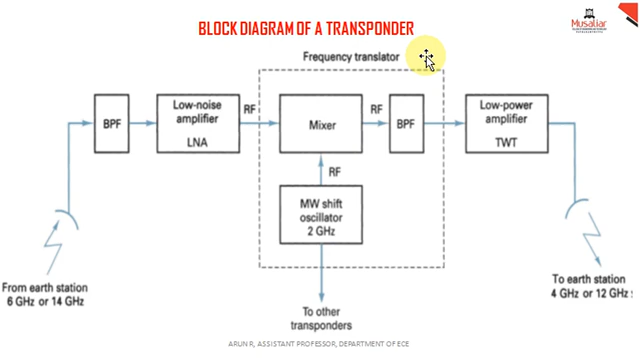 BLOCK DIAGRAM OF A TRANSPONDER
Musaliar
Frequency translator
BPF
Low-noise
amplifier
LNA
RF
Mixer
RF
BPF
Low-power
amplifier
TWT
RF
MW shift
oscillator
2 GHz
From earth station
6 GHz or 14 GHz
To other
transponders
To earth station
4 GHz or 12 GHz
ARUN R, ASSISTANT PROFESSOR, DEPARTMENT OF ECE